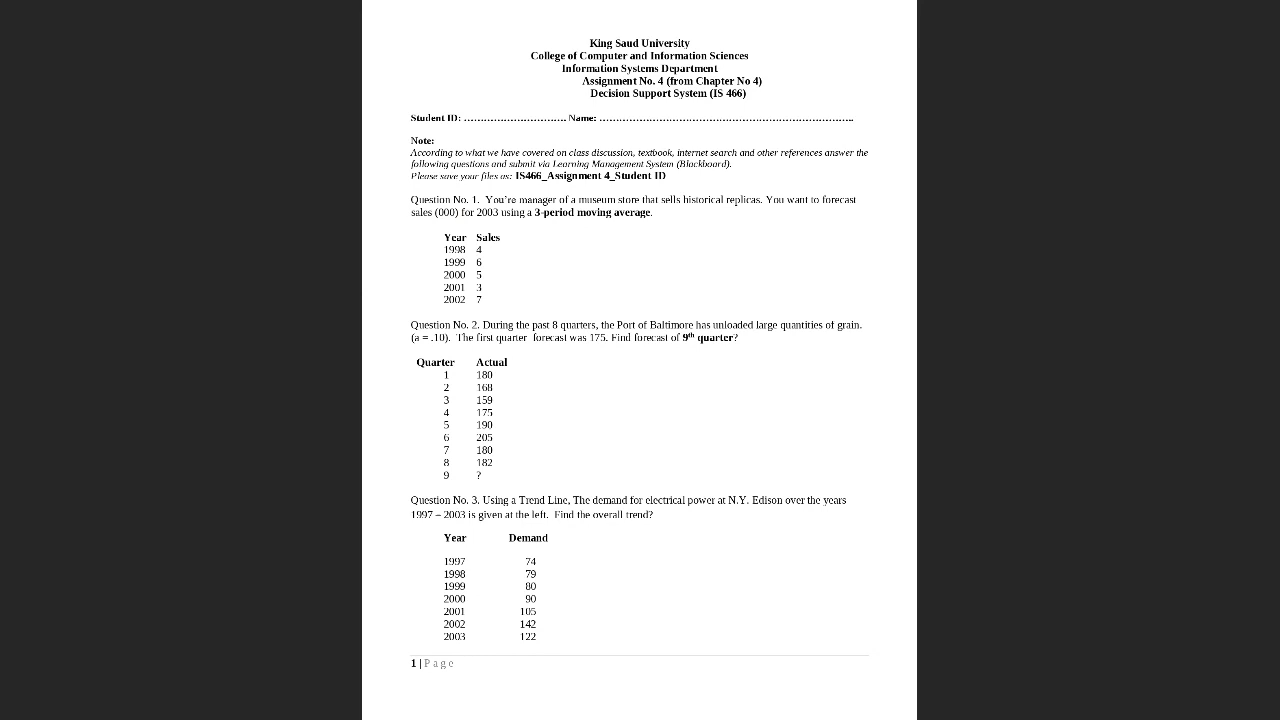 King Saud University
College of Computer and Information Sciences
Information Systems Department
Assignment No. 4 (from Chapter No 4)
Decision Support System (IS 466)
Student ID: …………………………. Name: …………………………………………………………………..
Note:
According to what we have covered on class discussion, textbook, internet search and other references answer the
following questions and submit via Learning Management System (Blackboard).
Please save your files as: IS466_Assignment 4_Student ID
Question No. 1.  You’re manager of a museum store that sells historical replicas. You want to forecast
sales (000) for 2003 using a 3-period moving average.
Year Sales
1998 4
1999 6
2000 5
2001 3
2002 7
Question No. 2. During the past 8 quarters, the Port of Baltimore has unloaded large quantities of grain.
(a = .10).  The first quarter  forecast was 175. Find forecast of 9th quarter?
Quarter Actual
1 180
2 168
3 159
4 175
5 190
6 205
7 180
8 182
9 ?
Question No. 3. Using a Trend Line, The demand for electrical power at N.Y. Edison over the years
1997 – 2003 is given at the left.  Find the overall trend?
Year Demand
1997 74
1998 79
1999 80
2000 90
2001 105
2002 142
2003 122
1 | Page